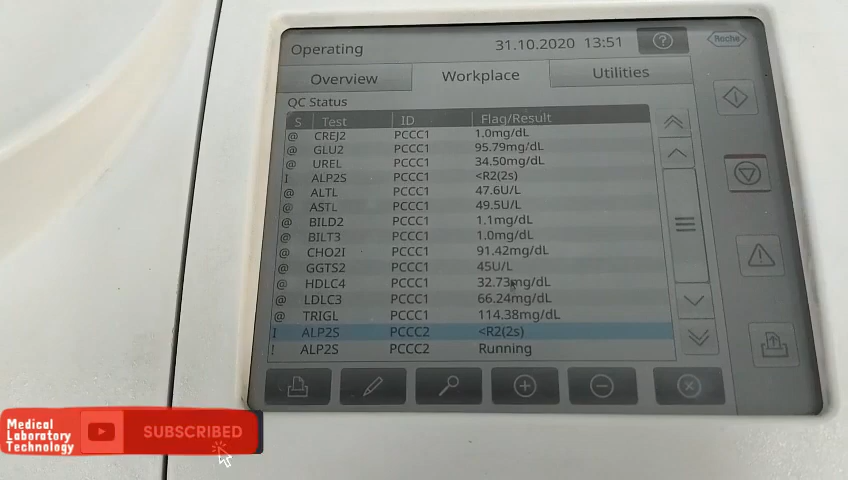 Operating 31.10.2020 13:51 ? Roche
Overview Workplace Utilities
QC Status
S Test ID Flag/Result
@ CREJ2 PCCC1 1.0mg/dL
@ GLU2 PCCC1 95.79mg/dL
@ UREL PCCC1 34.50mg/dL
I ALP2S PCCC1 <R2(2s)
@ ALTL PCCC1 47.6U/L
@ ASTL PCCC1 49.5U/L
@ BILD2 PCCC1 1.1mg/dL
@ BILT3 PCCC1 1.0mg/dL
@ CHO2I PCCC1 91.42mg/dL
@ GGTS2 PCCC1 45U/L
@ HDLC4 PCCC1 32.73mg/dL
@ LDLC3 PCCC1 66.24mg/dL
@ TRIGL PCCC1 114.38mg/dL
I ALP2S PCCC2 <R2(2s)
! ALP2S PCCC2 Running
Medical
Laboratory
Technology
SUBSCRIBED